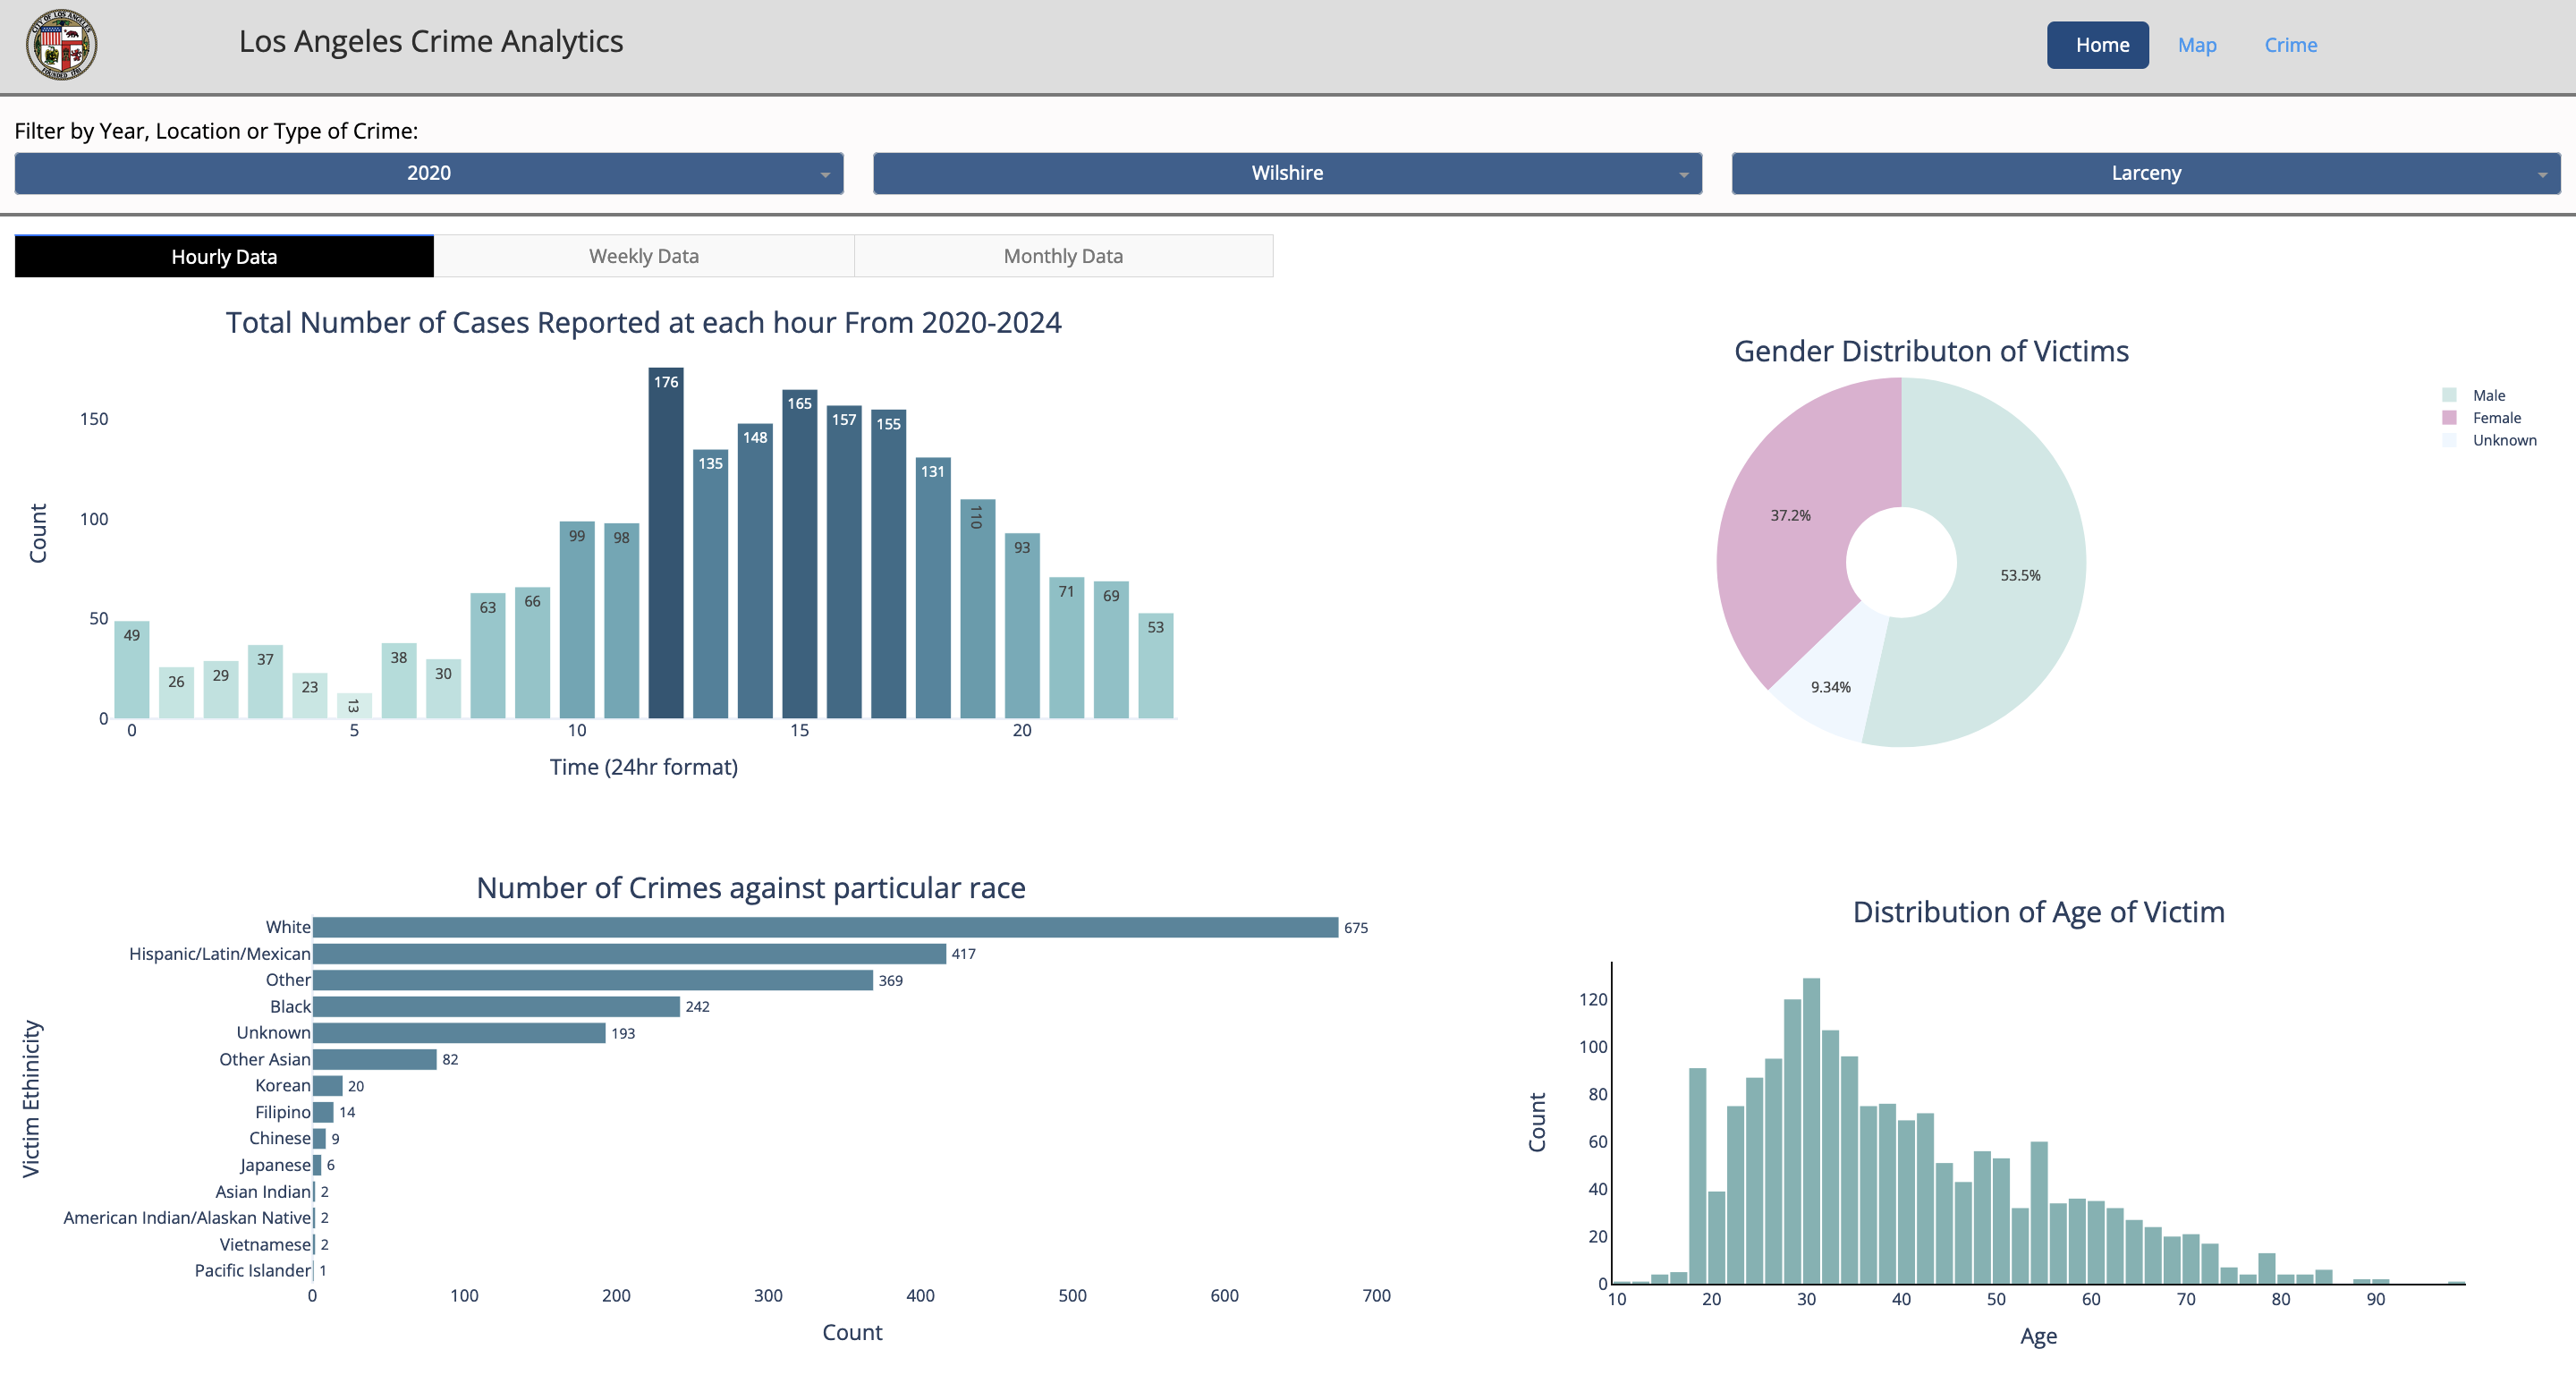 Los Angeles Crime Analytics
Home
Map
Crime
Filter by Year, Location or Type of Crime:
2020
Wilshire
Larceny
Hourly Data
Weekly Data
Monthly Data
Total Number of Cases Reported at each hour From 2020-2024
Count
150
100
50
0
49
26
29
37
23
13
38
30
63
66
99
98
176
135
148
165
157
155
131
110
93
71
69
53
0
5
10
15
20
Time (24hr format)
Gender Distributon of Victims
37.2%
53.5%
9.34%
Male
Female
Unknown
Number of Crimes against particular race
Victim Ethinicity
White 675
Hispanic/Latin/Mexican 417
Other 369
Black 242
Unknown 193
Other Asian 82
Korean 20
Filipino 14
Chinese 9
Japanese 6
Asian Indian 2
American Indian/Alaskan Native 2
Vietnamese 2
Pacific Islander 1
0 100 200 300 400 500 600 700
Count
Distribution of Age of Victim
Count
120
100
80
60
40
20
0
10 20 30 40 50 60 70 80 90
Age